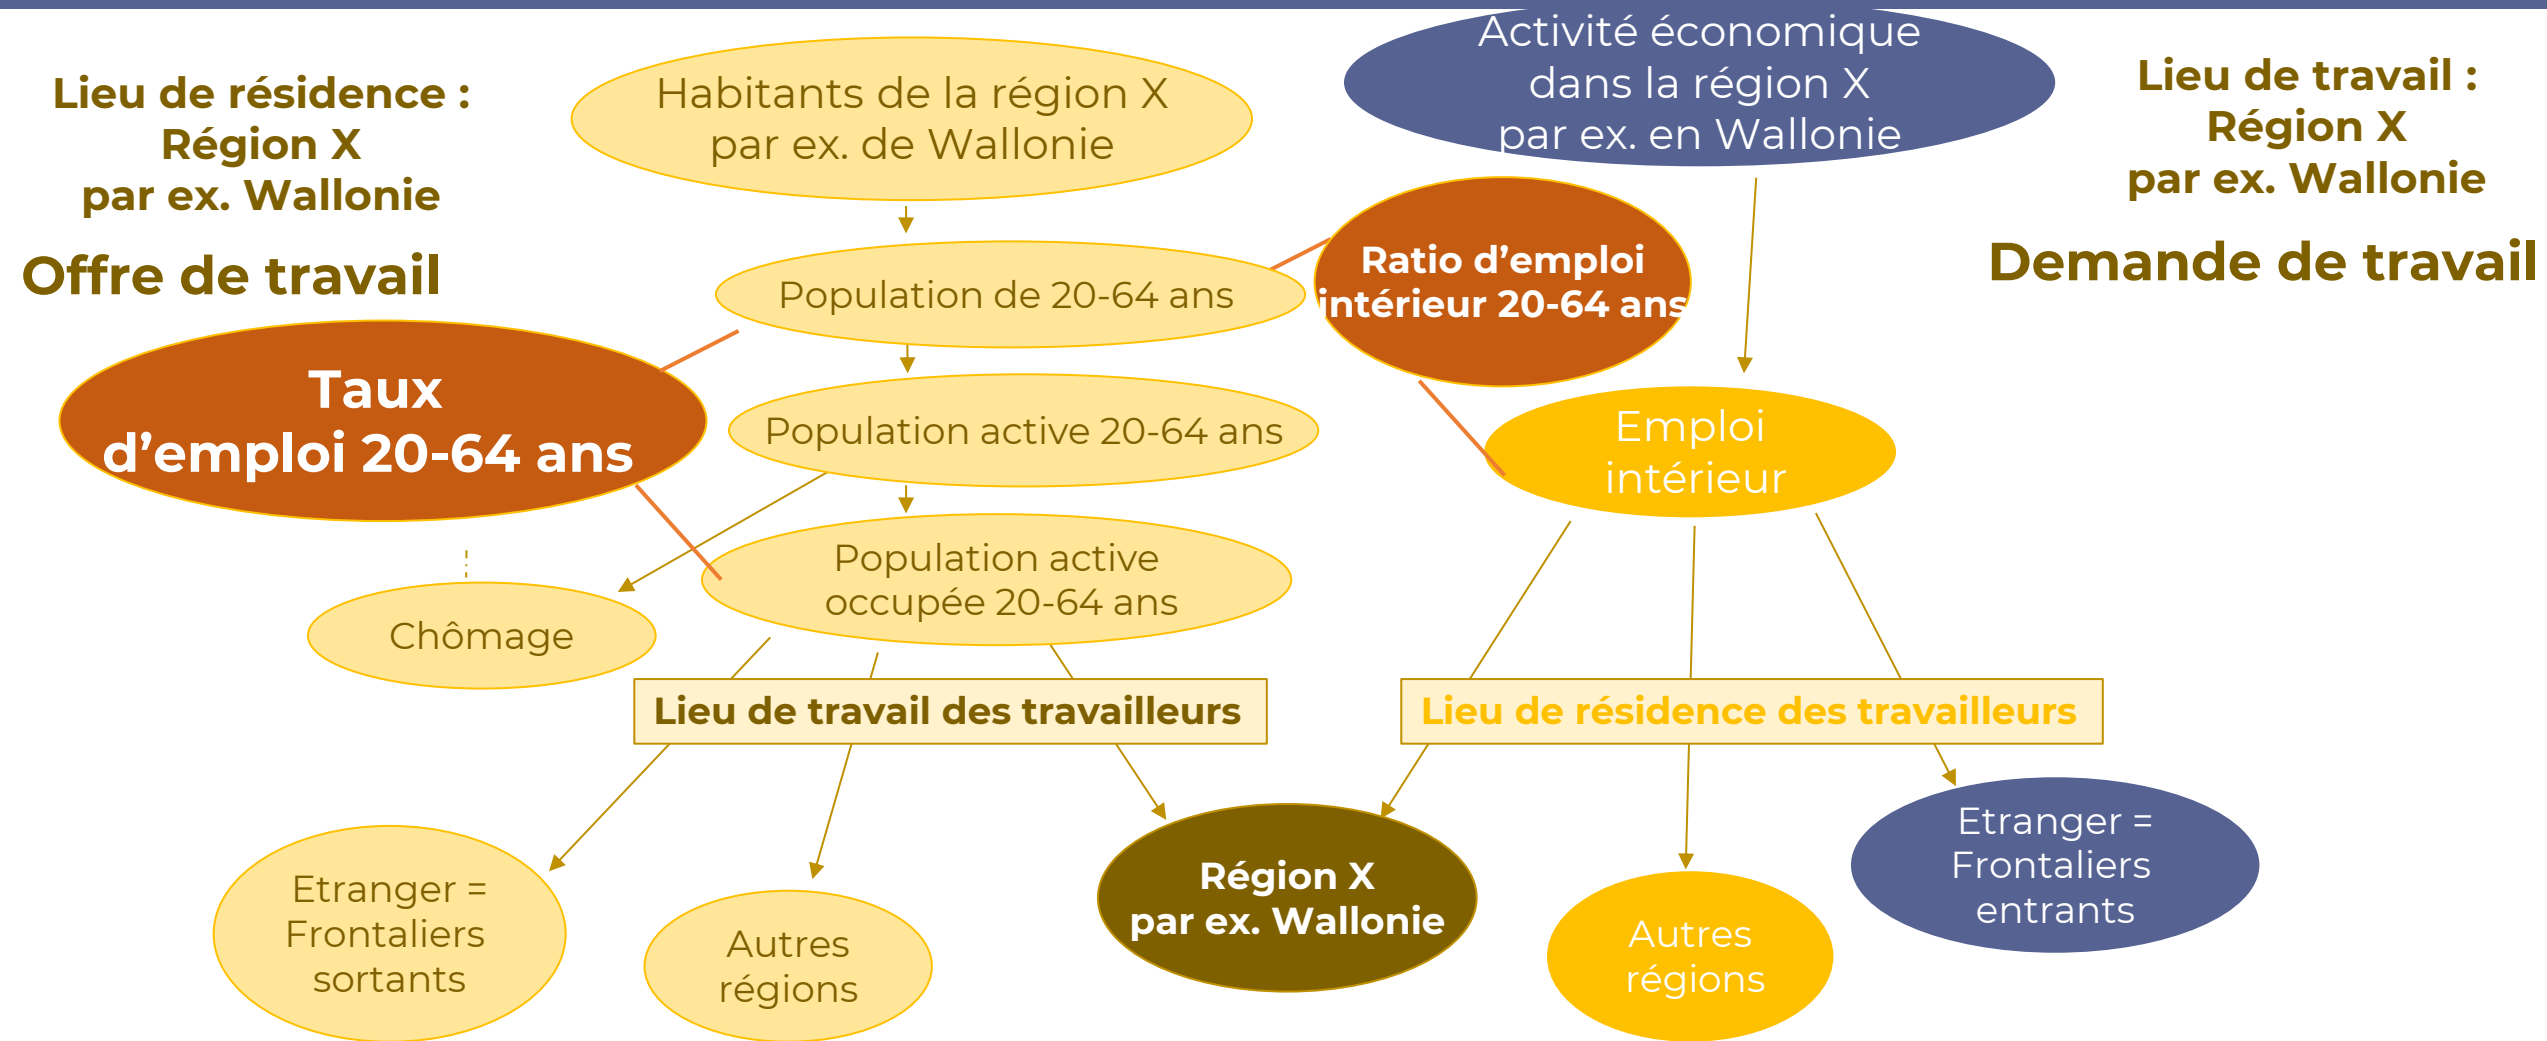 Lieu de résidence :
Région X
par ex. Wallonie
Offre de travail
Habitants de la région X
par ex. de Wallonie
Activité économique
dans la région X
par ex. en Wallonie
Lieu de travail :
Région X
par ex. Wallonie
Demande de travail
Population de 20-64 ans
Ratio d’emploi
intérieur 20-64 ans
Taux
d’emploi 20-64 ans
Population active 20-64 ans
Emploi
intérieur
Population active
occupée 20-64 ans
Chômage
Lieu de travail des travailleurs
Lieu de résidence des travailleurs
Etranger =
Frontaliers
sortants
Autres
régions
Région X
par ex. Wallonie
Autres
régions
Etranger =
Frontaliers
entrants